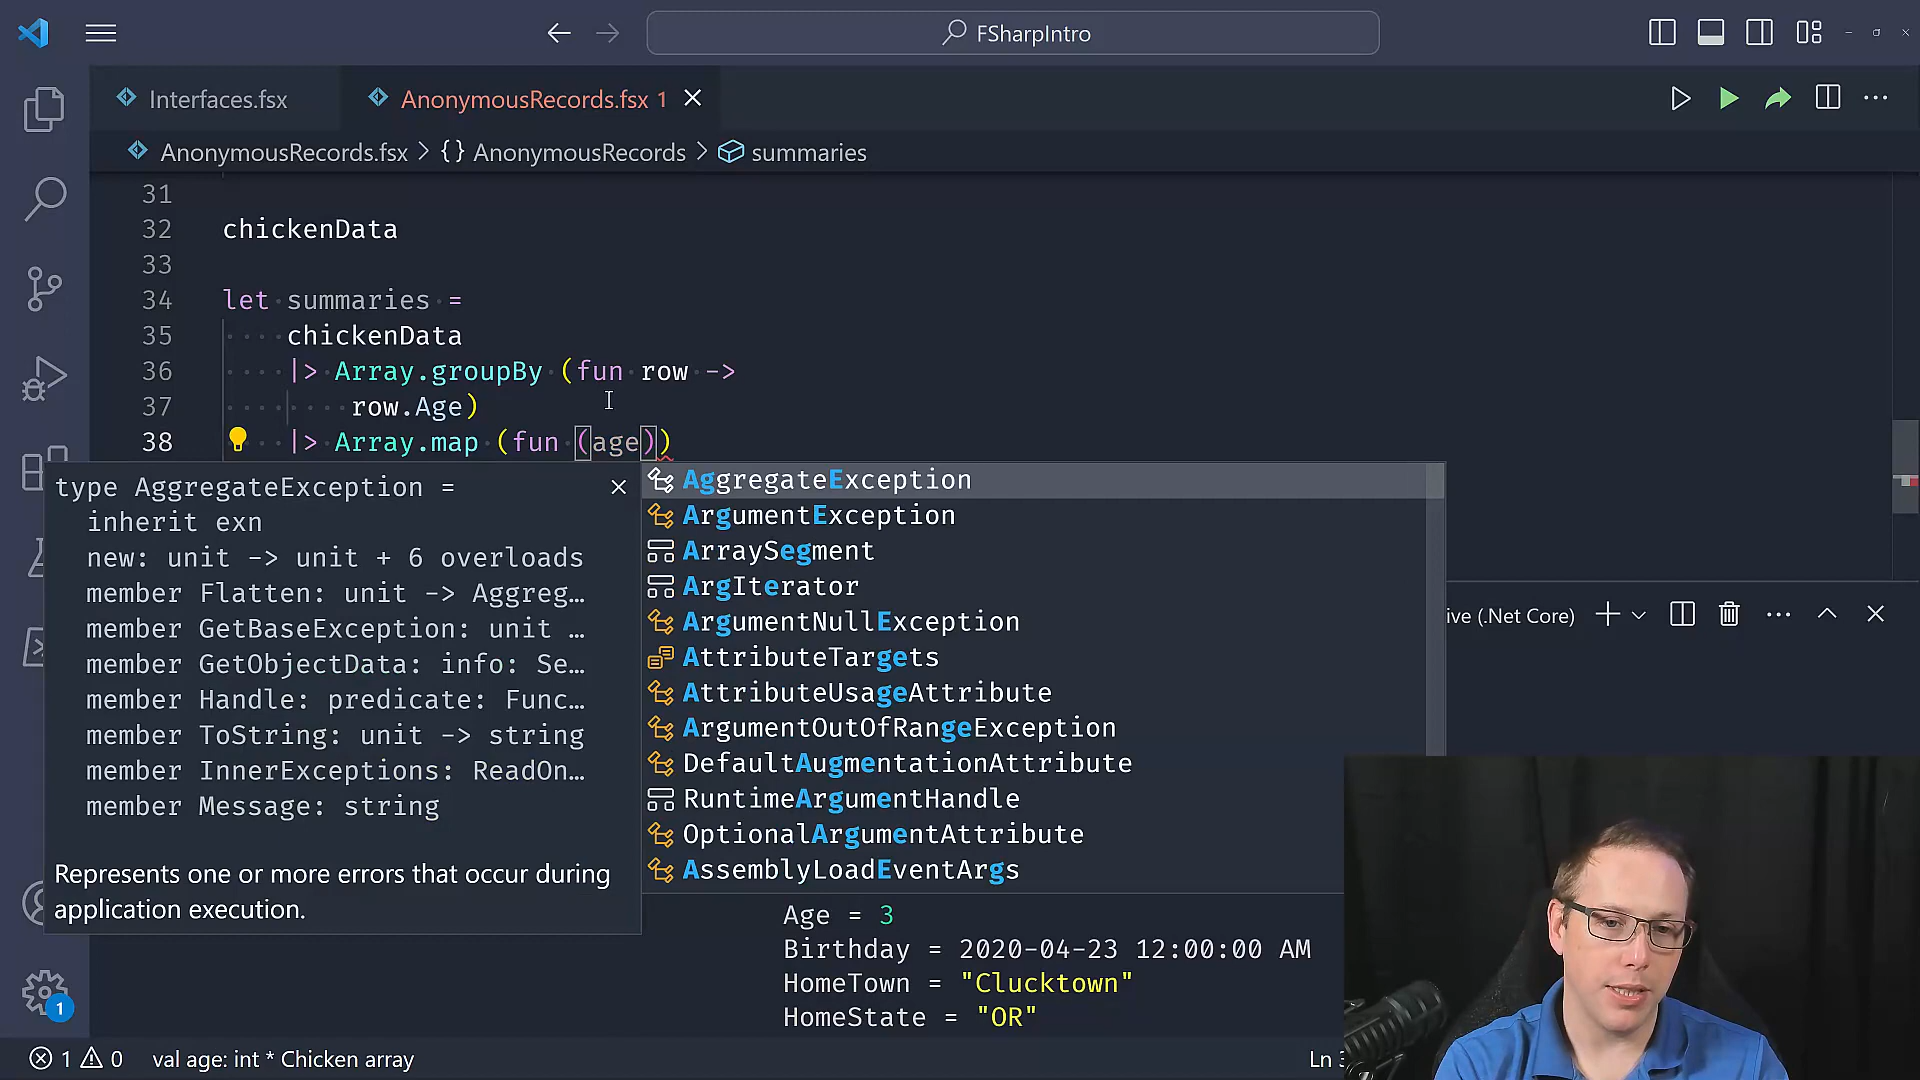 FSharpIntro
Interfaces.fsx
AnonymousRecords.fsx 1
AnonymousRecords.fsx > {} AnonymousRecords > summaries
31
32 chickenData
33
34 let summaries =
35 chickenData
36 |> Array.groupBy (fun row ->
37 row.Age)
38 |> Array.map (fun (age))
type AggregateException =
inherit exn
new: unit -> unit + 6 overloads
member Flatten: unit -> Aggreg…
member GetBaseException: unit …
member GetObjectData: info: Se…
member Handle: predicate: Func…
member ToString: unit -> string
member InnerExceptions: ReadOn…
member Message: string
Represents one or more errors that occur during
application execution.
AggregateException
ArgumentException
ArraySegment
ArgIterator
ArgumentNullException
AttributeTargets
AttributeUsageAttribute
ArgumentOutOfRangeException
DefaultAugmentationAttribute
RuntimeArgumentHandle
OptionalArgumentAttribute
AssemblyLoadEventArgs
ive (.Net Core)
Age = 3
Birthday = 2020-04-23 12:00:00 AM
HomeTown = "Clucktown"
HomeState = "OR"
1
1 0 val age: int * Chicken array
Ln 3